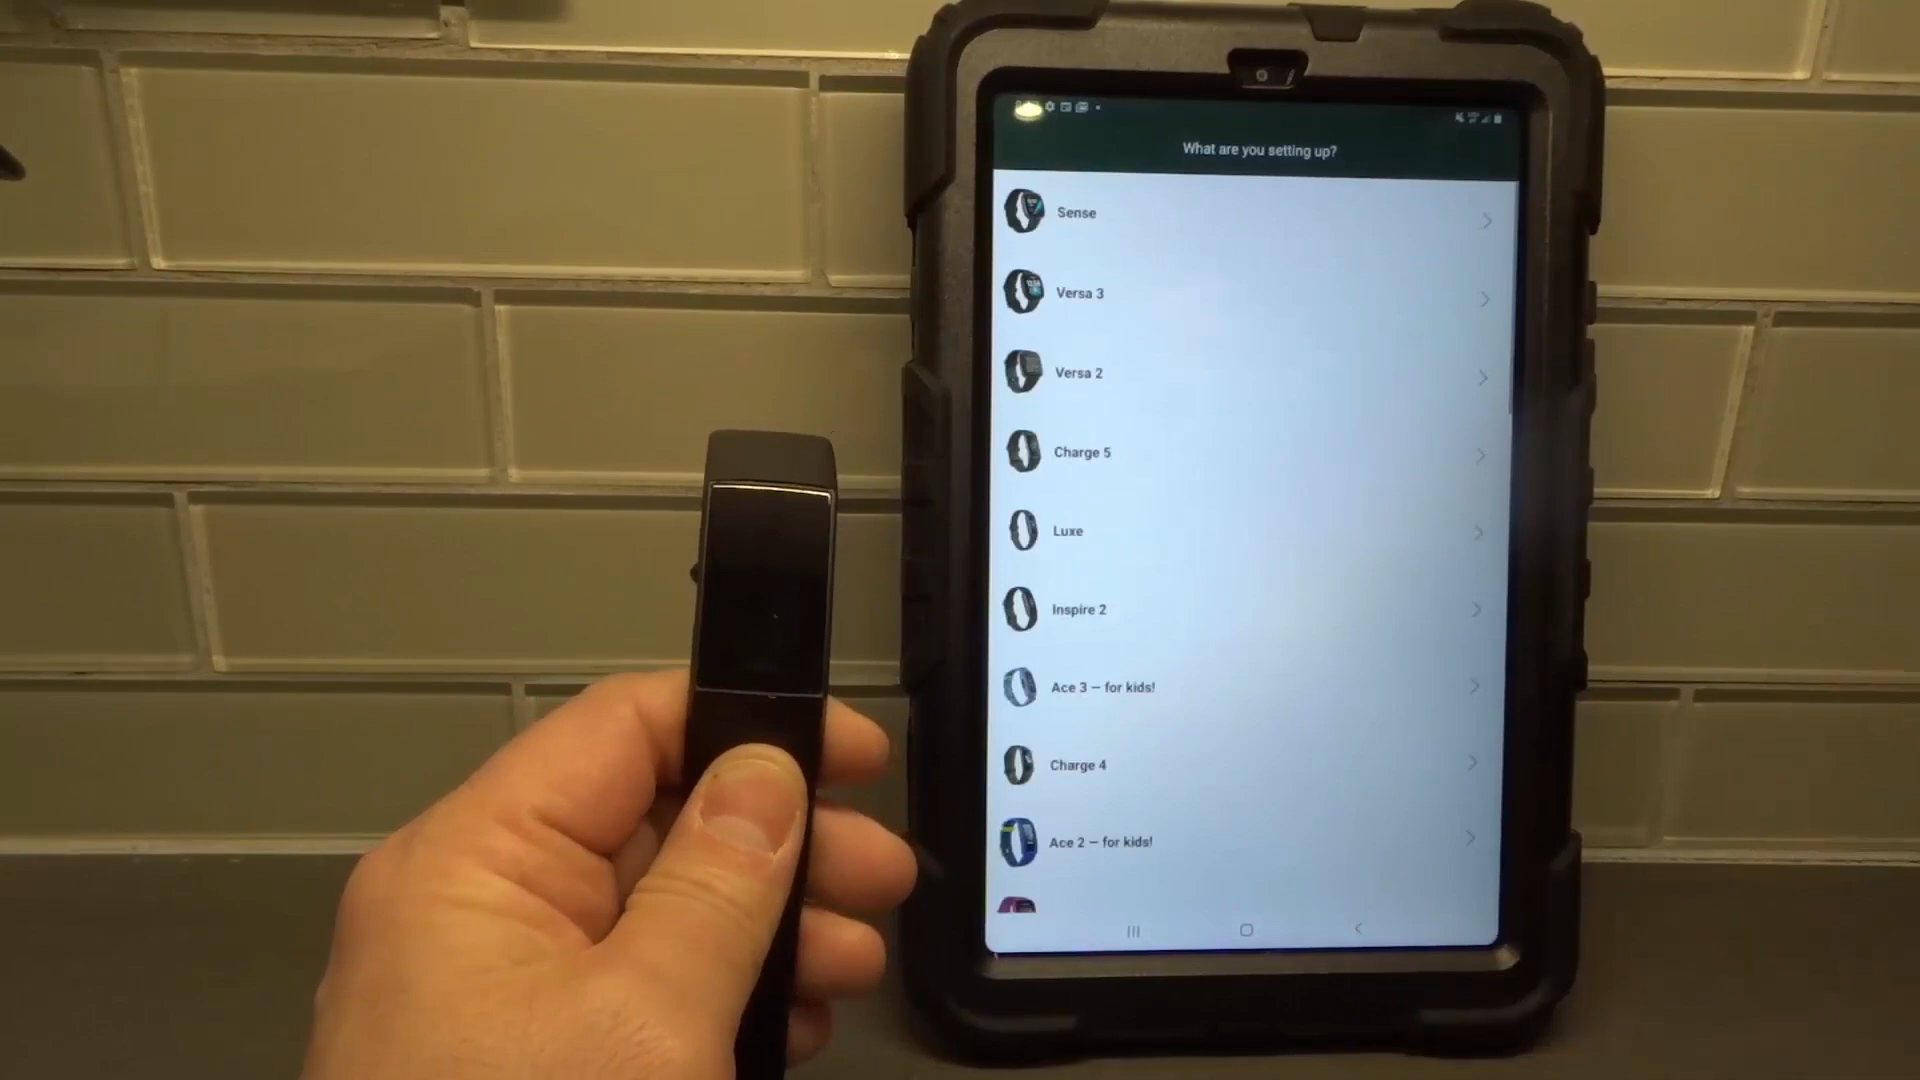 What are you setting up?
Sense
Versa 3
Versa 2
Charge 5
Luxe
Inspire 2
Ace 3 – for kids!
Charge 4
Ace 2 – for kids!